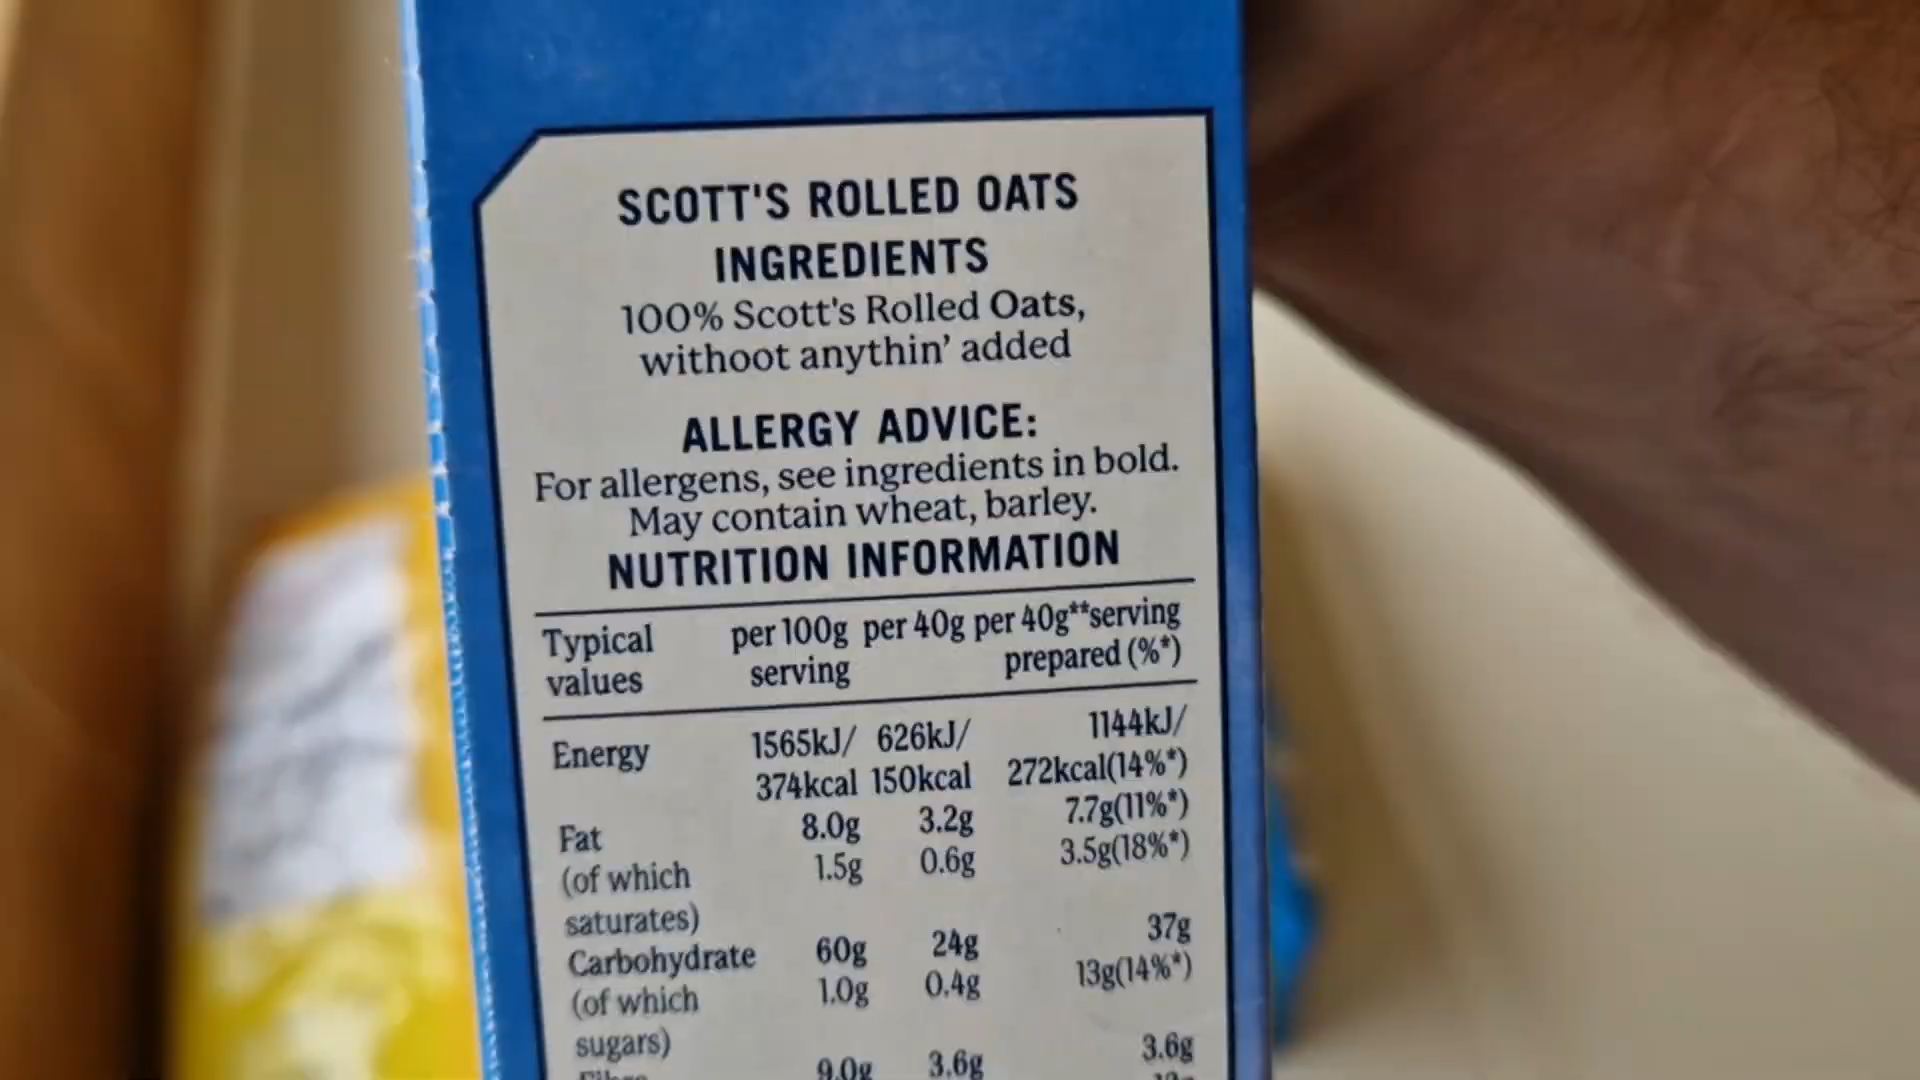 SCOTT'S ROLLED OATS
INGREDIENTS
100% Scott's Rolled Oats,
withoot anythin' added
ALLERGY ADVICE:
For allergens, see ingredients in bold.
May contain wheat, barley.
NUTRITION INFORMATION
Typical per 100g per 40g per 40g**serving
values serving prepared (%*)
Energy 1565kJ/ 626kJ/ 1144kJ/
374kcal 150kcal 272kcal(14%*)
Fat 8.0g 3.2g 7.7g(11%*)
(of which 1.5g 0.6g 3.5g(18%*)
saturates)
Carbohydrate 60g 24g 37g
(of which 1.0g 0.4g 13g(14%*)
sugars)
9.0g 3.6g 3.6g